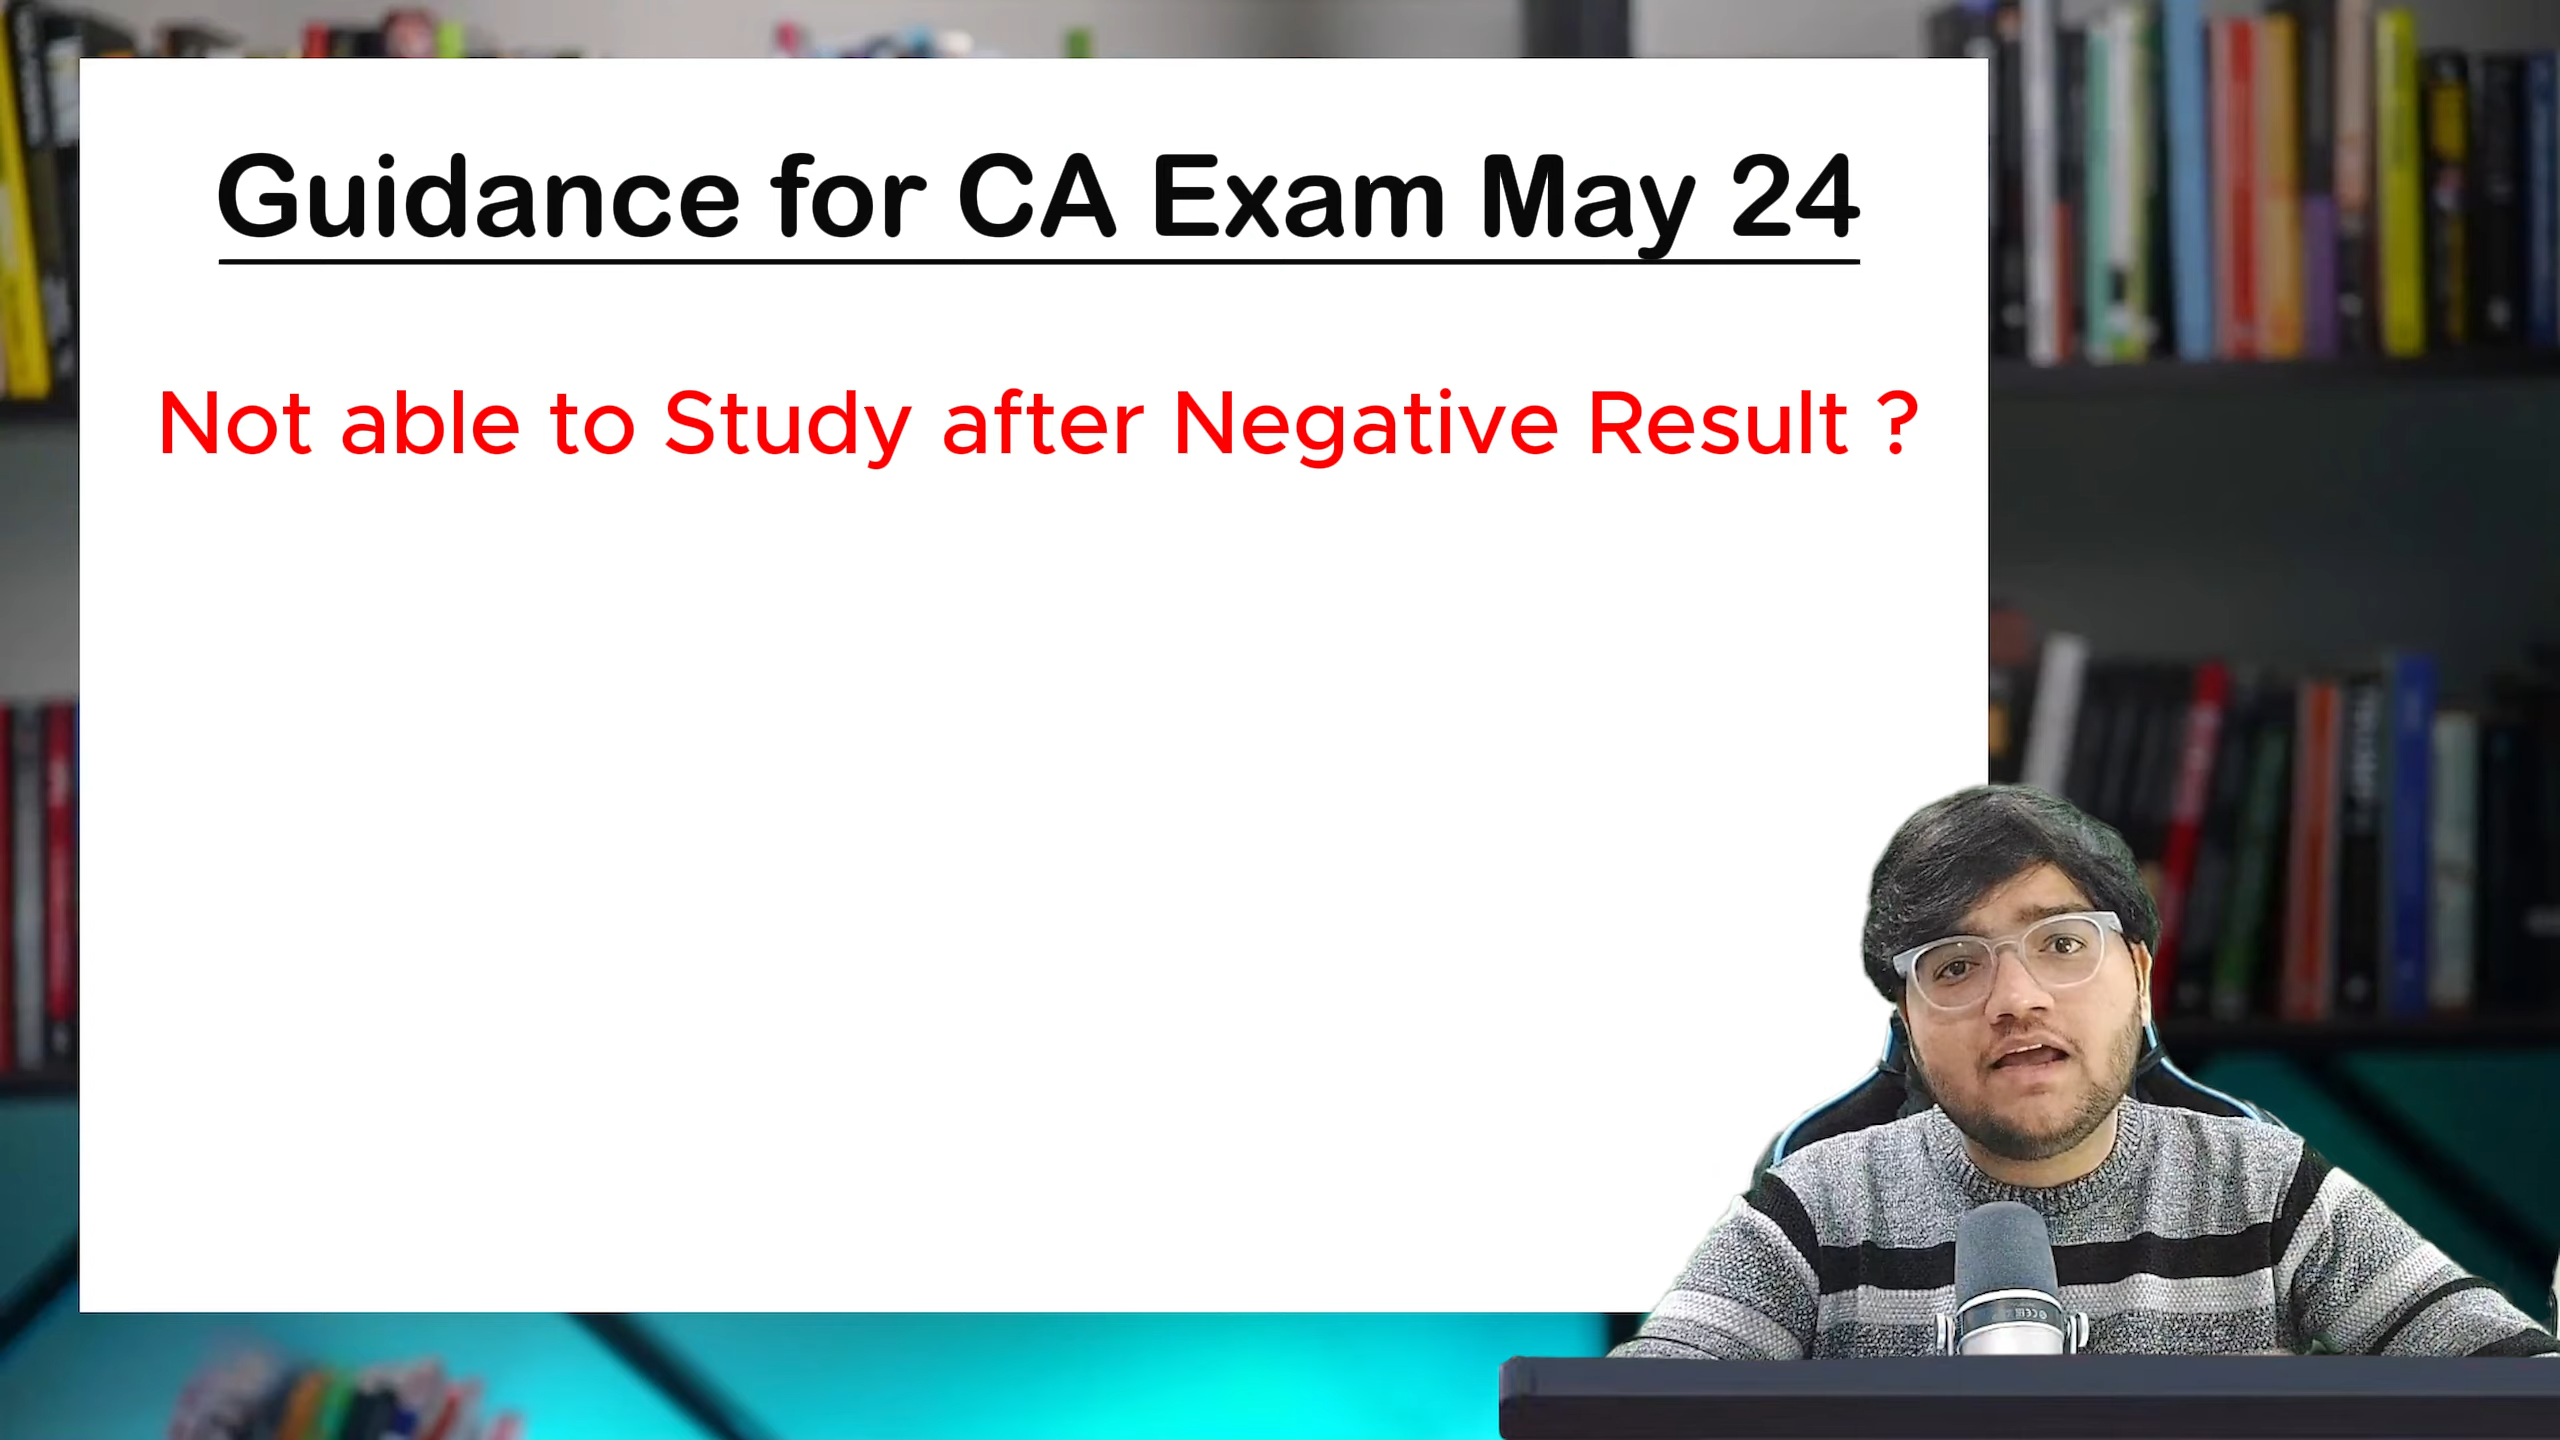 Guidance for CA Exam May 24
Not able to Study after Negative Result ?